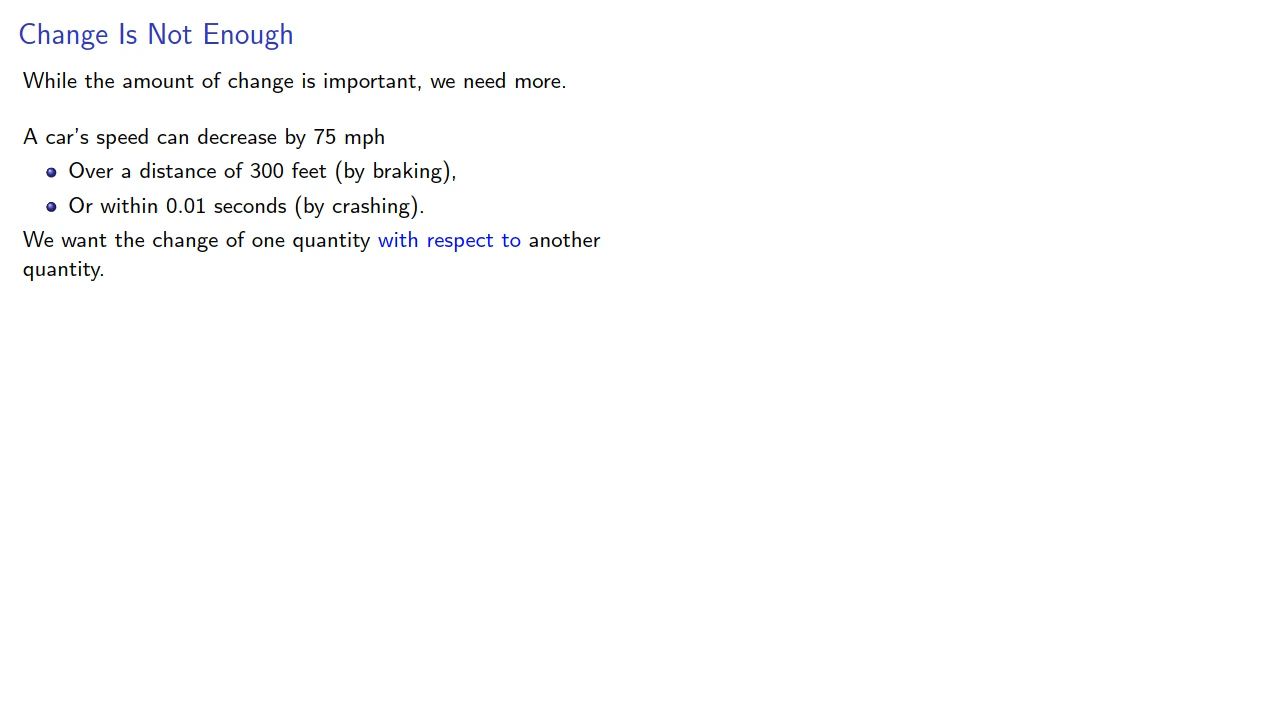 Change Is Not Enough
While the amount of change is important, we need more.
A car's speed can decrease by 75 mph
Over a distance of 300 feet (by braking),
Or within 0.01 seconds (by crashing).
We want the change of one quantity with respect to another
quantity.